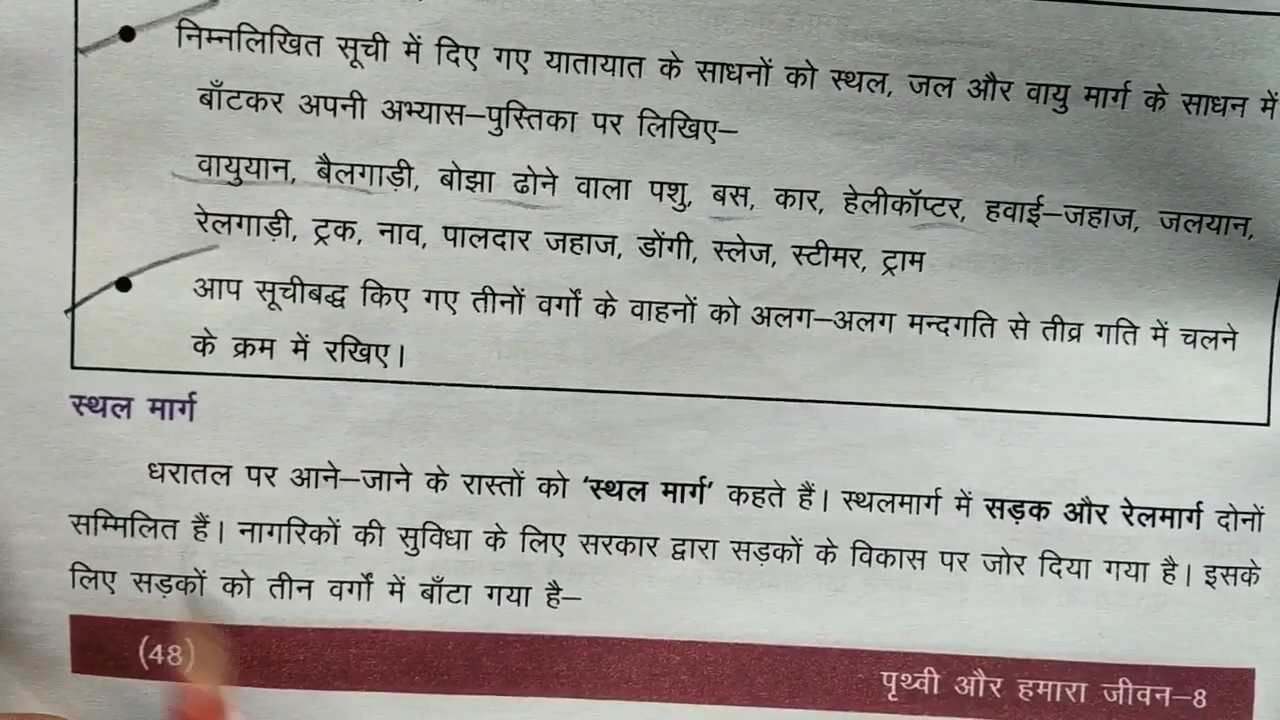 निम्नलिखित सूची में दिए गए यातायात के साधनों को स्थल, जल और वायु मार्ग के साधन में
बाँटकर अपनी अभ्यास–पुस्तिका पर लिखिए–
वायुयान, बैलगाड़ी, बोझा ढोने वाला पशु, बस, कार, हेलीकॉप्टर, हवाई–जहाज, जलयान,
रेलगाड़ी, ट्रक, नाव, पालदार जहाज, डोंगी, स्लेज, स्टीमर, ट्राम
आप सूचीबद्ध किए गए तीनों वर्गों के वाहनों को अलग–अलग मन्दगति से तीव्र गति में चलने
के क्रम में रखिए।
स्थल मार्ग
धरातल पर आने–जाने के रास्तों को ‘स्थल मार्ग’ कहते हैं। स्थलमार्ग में सड़क और रेलमार्ग दोनों
सम्मिलित हैं। नागरिकों की सुविधा के लिए सरकार द्वारा सड़कों के विकास पर जोर दिया गया है। इसके
लिए सड़कों को तीन वर्गों में बाँटा गया है–
(48)
पृथ्वी और हमारा जीवन–8